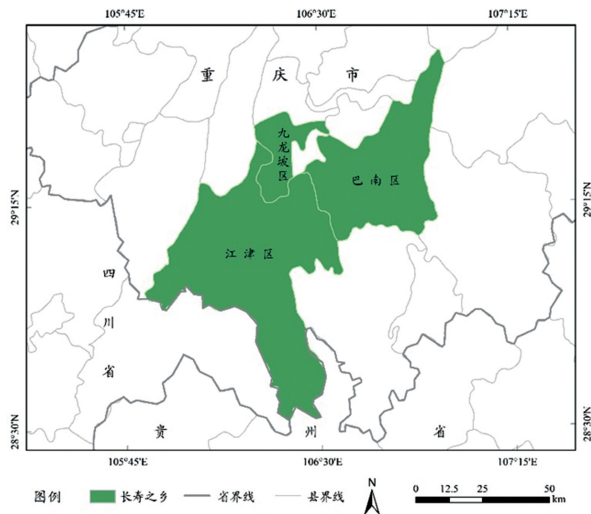 105°45'E 106°30'E 107°15'E
重庆市
九龙坡区
巴南区
29°15'N 29°15'N
江津区
四川省
贵州省
28°30'N 28°30'N
105°45'E 106°30'E 107°15'E
图例 长寿之乡 省界线 县界线 N 0 12.5 25 50
km